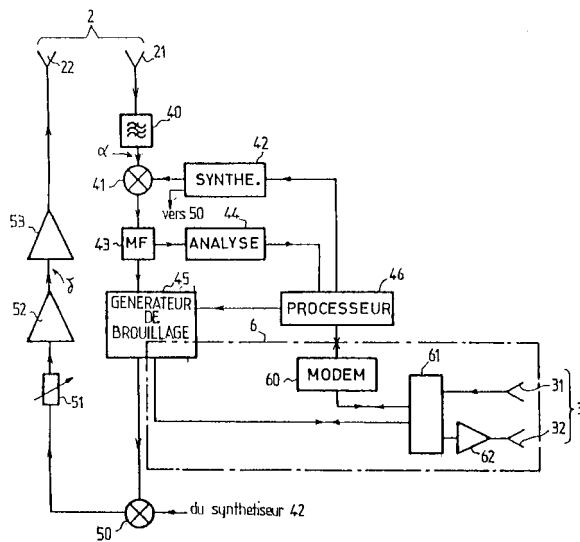 2
22
21
40
α
42
41
SYNTHE.
vers 50
44
53
43
MF
ANALYSE
46
γ
45
GENERATEUR
DE
BROUILLAGE
PROCESSEUR
52
6
61
60
MODEM
31
3
51
62
32
50
du synthetiseur 42